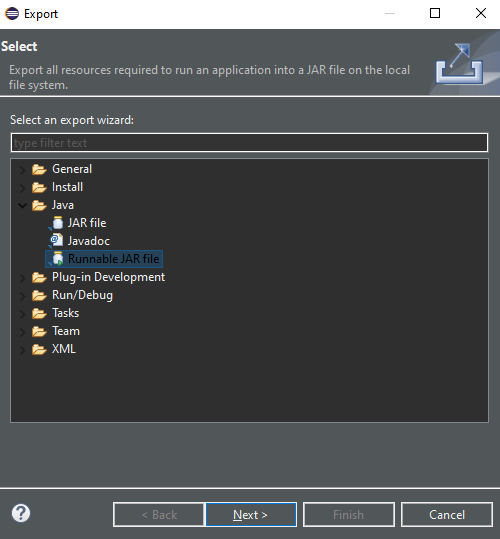 Export
Select
Export all resources required to run an application into a JAR file on the local
file system.
Select an export wizard:
type filter text
General
Install
Java
JAR file
Javadoc
Runnable JAR file
Plug-in Development
Run/Debug
Tasks
Team
XML
?
< Back
Next >
Finish
Cancel